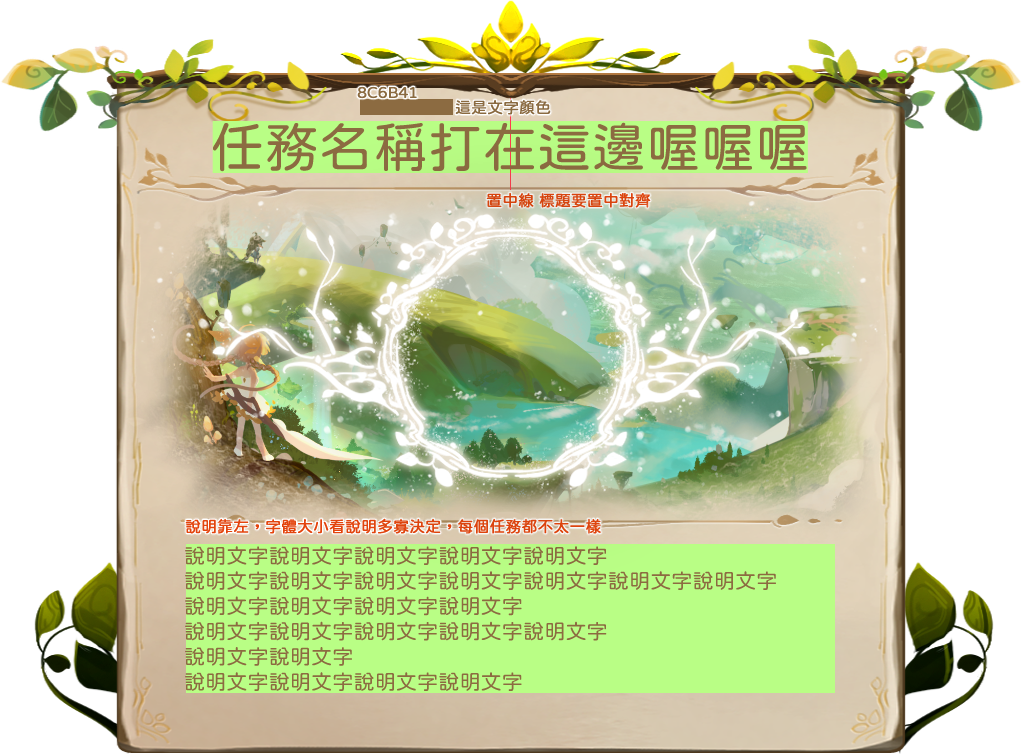 8C6B41
這是文字顏色
任務名稱打在這邊喔喔喔
置中線 標題要置中對齊
說明靠左，字體大小看說明多寡決定，每個任務都不太一樣
說明文字說明文字說明文字說明文字說明文字
說明文字說明文字說明文字說明文字說明文字說明文字說明文字
說明文字說明文字說明文字說明文字
說明文字說明文字說明文字說明文字說明文字
說明文字說明文字
說明文字說明文字說明文字說明文字